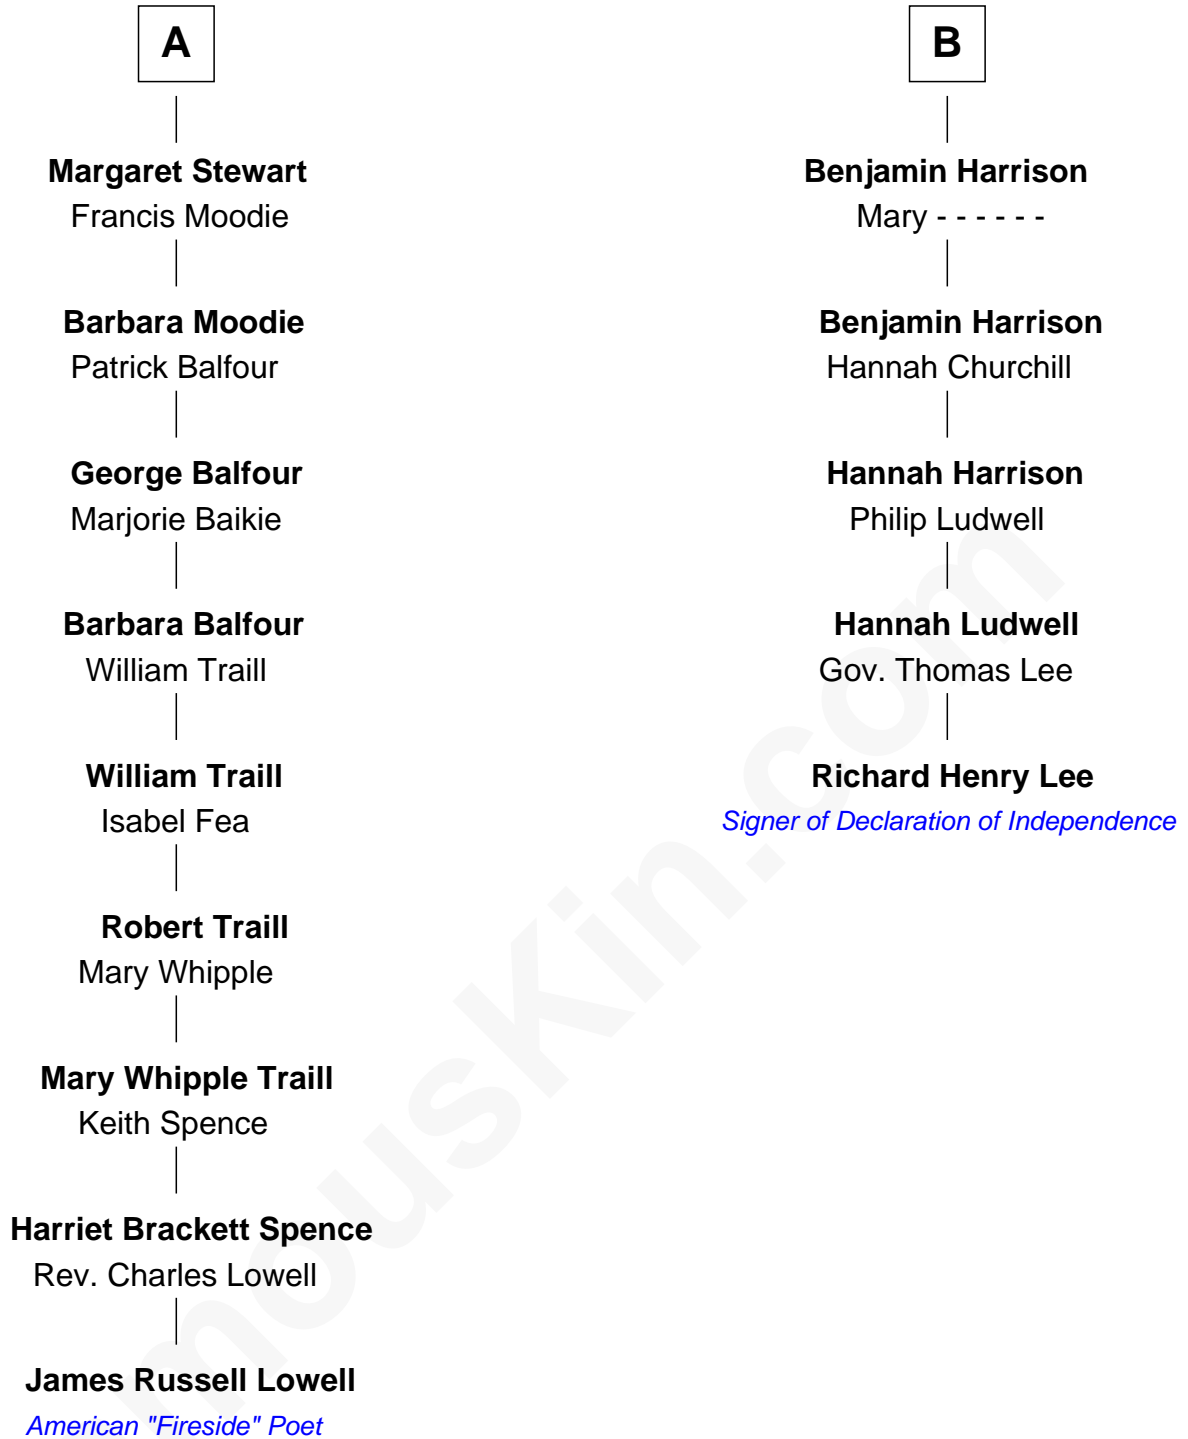 A
Margaret Stewart
Francis Moodie
Barbara Moodie
Patrick Balfour
George Balfour
Marjorie Baikie
Barbara Balfour
William Traill
William Traill
Isabel Fea
Robert Traill
Mary Whipple
Mary Whipple Traill
Keith Spence
Harriet Brackett Spence
Rev. Charles Lowell
James Russell Lowell
American "Fireside" Poet
B
Benjamin Harrison
Mary - - - - - -
Benjamin Harrison
Hannah Churchill
Hannah Harrison
Philip Ludwell
Hannah Ludwell
Gov. Thomas Lee
Richard Henry Lee
Signer of Declaration of Independence
mousKin.com